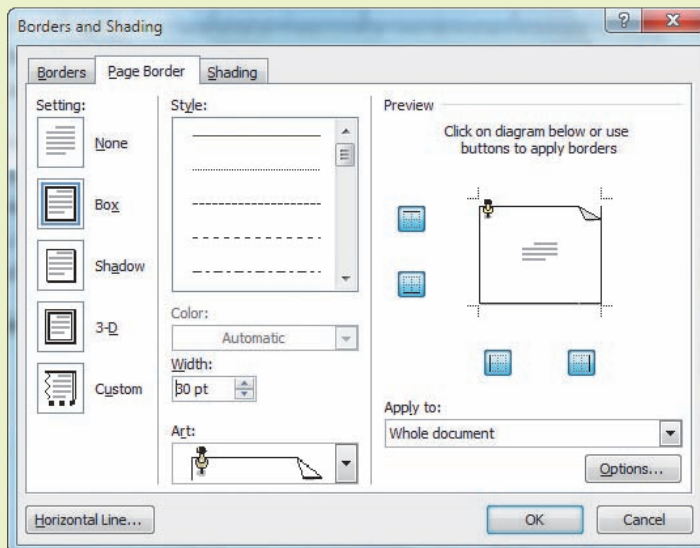 Borders and Shading
Borders
Page Border
Shading
Setting:
None
Box
Shadow
3-D
Custom
Style:
Color:
Automatic
Width:
30 pt
Art:
Preview
Click on diagram below or use
buttons to apply borders
Apply to:
Whole document
Options...
Horizontal Line...
OK
Cancel